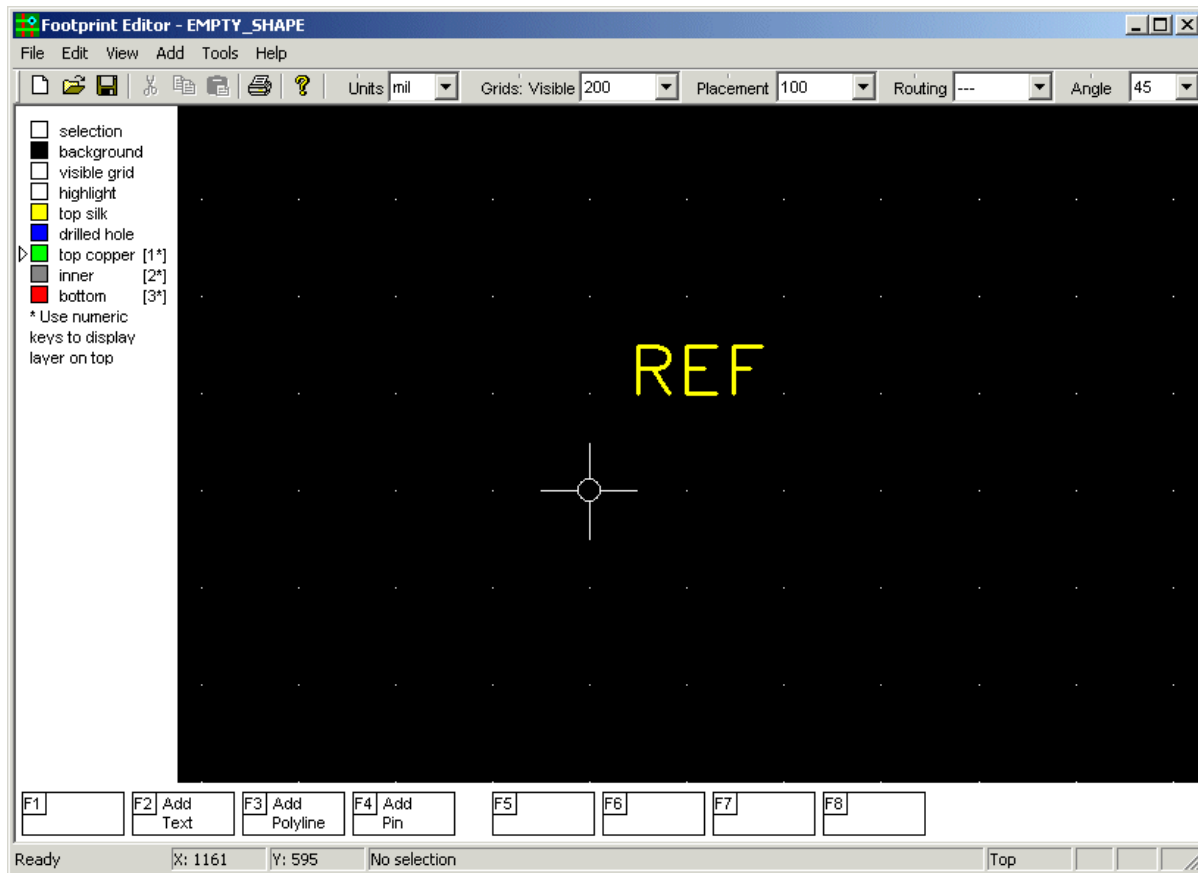 Footprint Editor - EMPTY_SHAPE
File Edit View Add Tools Help
Units mil Grids: Visible 200 Placement 100 Routing --- Angle 45
selection
background
visible grid
highlight
top silk
drilled hole
top copper [1*]
inner [2*]
bottom [3*]
* Use numeric
keys to display
layer on top
REF
F1 F2 Add Text F3 Add Polyline F4 Add Pin F5 F6 F7 F8
Ready X: 1161 Y: 595 No selection Top